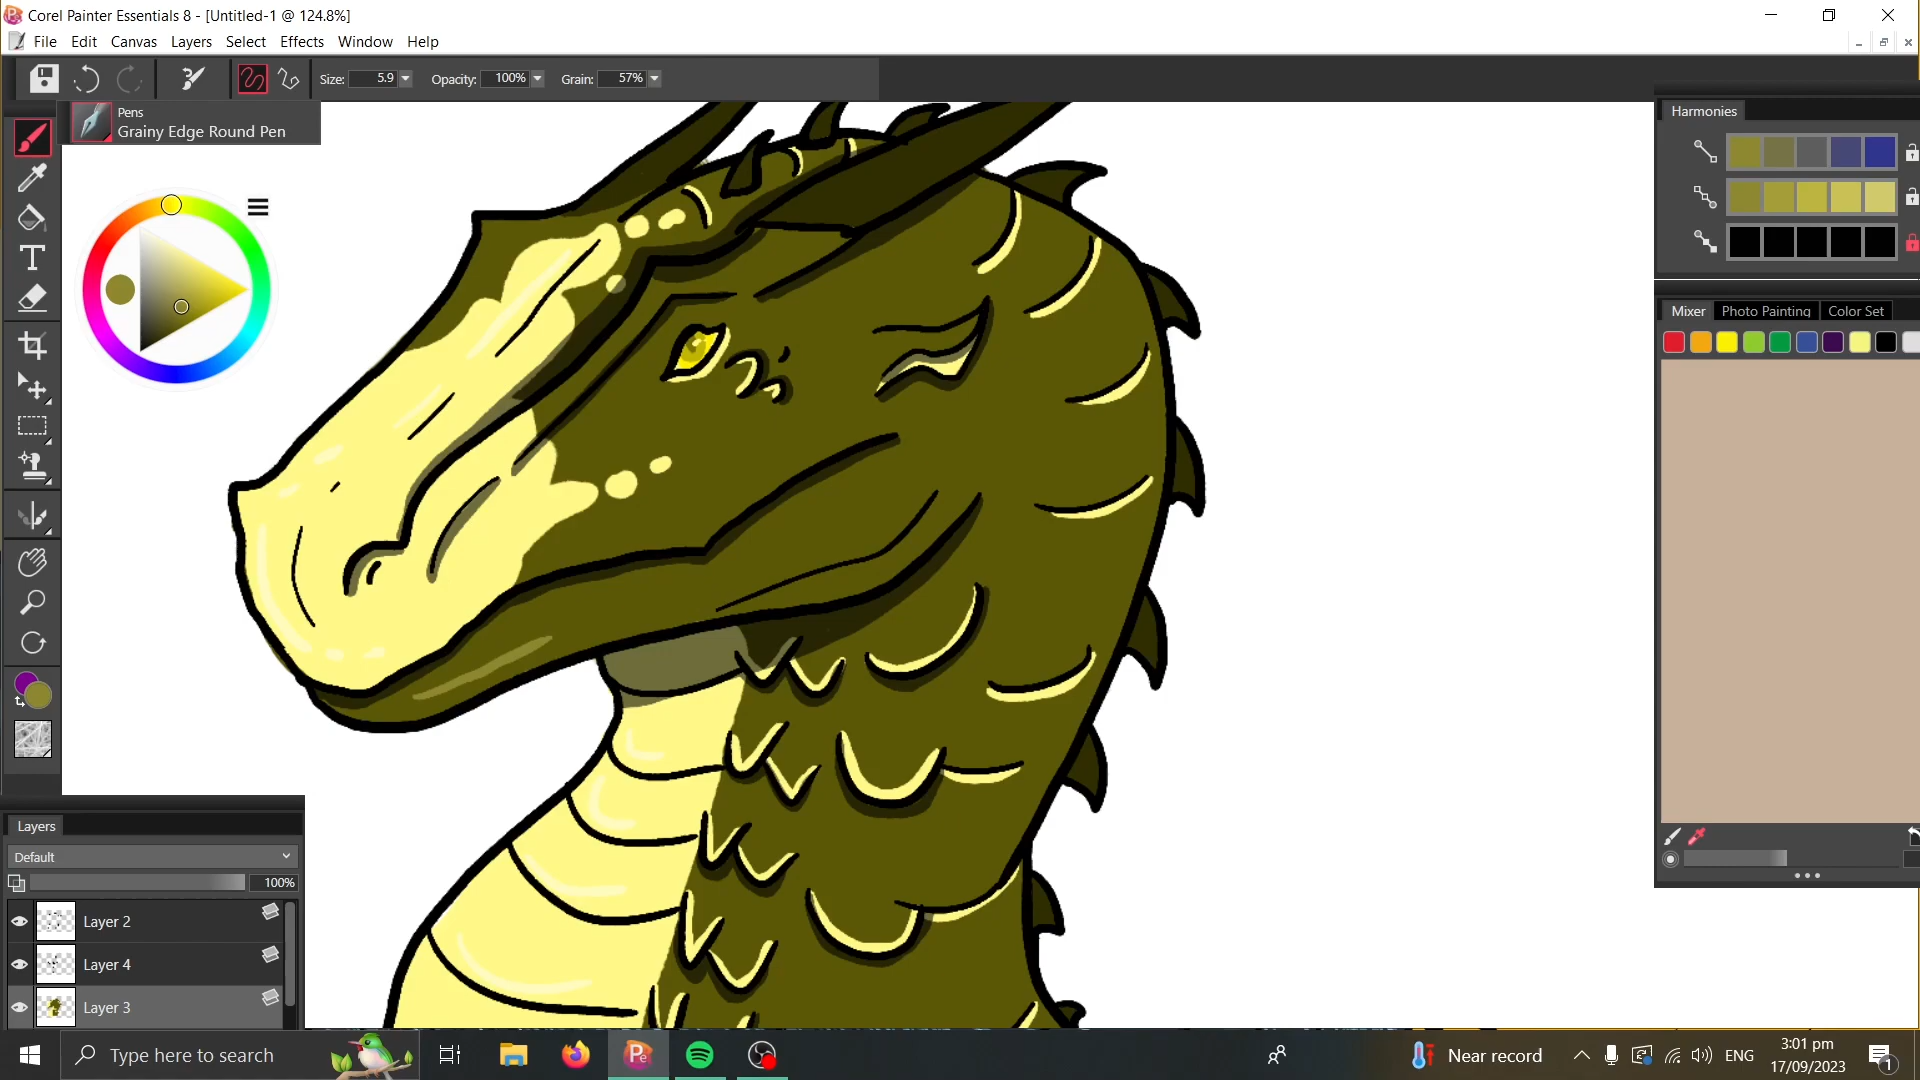 Corel Painter Essentials 8 - [Untitled-1 @ 124.8%]
File Edit Canvas Layers Select Effects Window Help
Size: 5.9 Opacity: 100% Grain: 57%
Pens
Grainy Edge Round Pen
Harmonies
Mixer Photo Painting Color Set
T
Layers
Default
100%
Layer 2
Layer 4
Layer 3
Type here to search
Pe
Near record
ENG
3:01 pm
17/09/2023
1